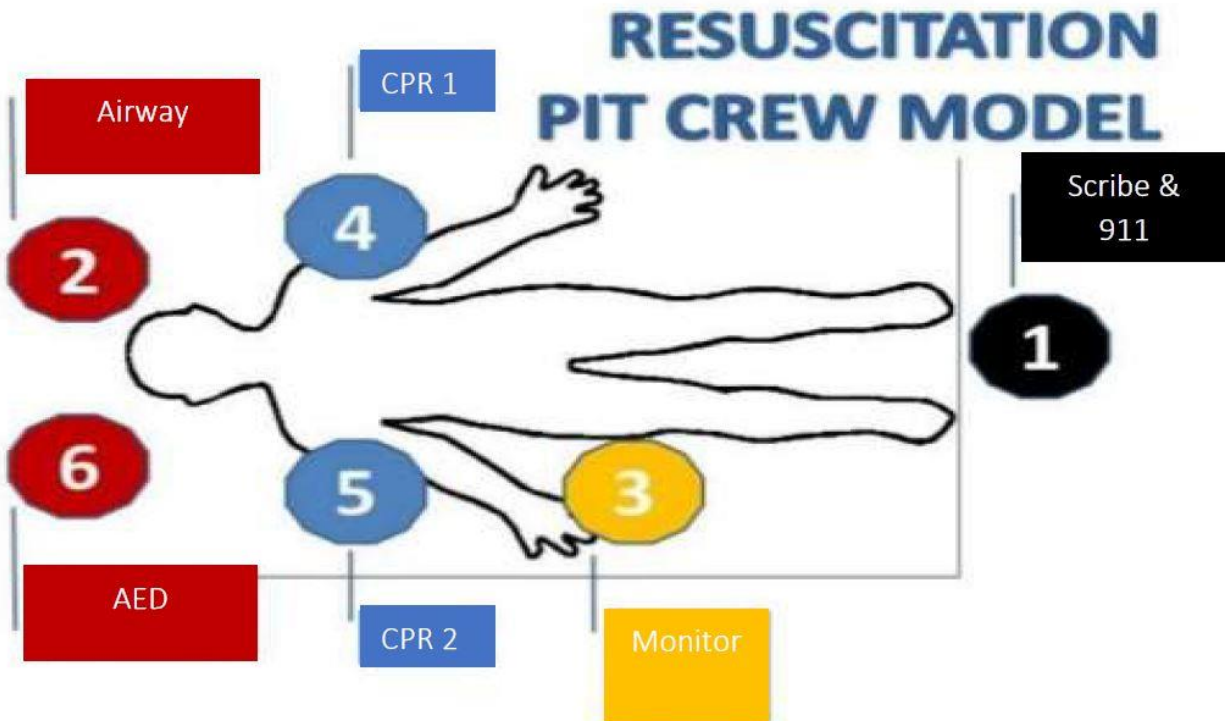 RESUSCITATION
PIT CREW MODEL
Airway
CPR 1
Scribe &
911
4
2
1
6
5
3
AED
CPR 2
Monitor